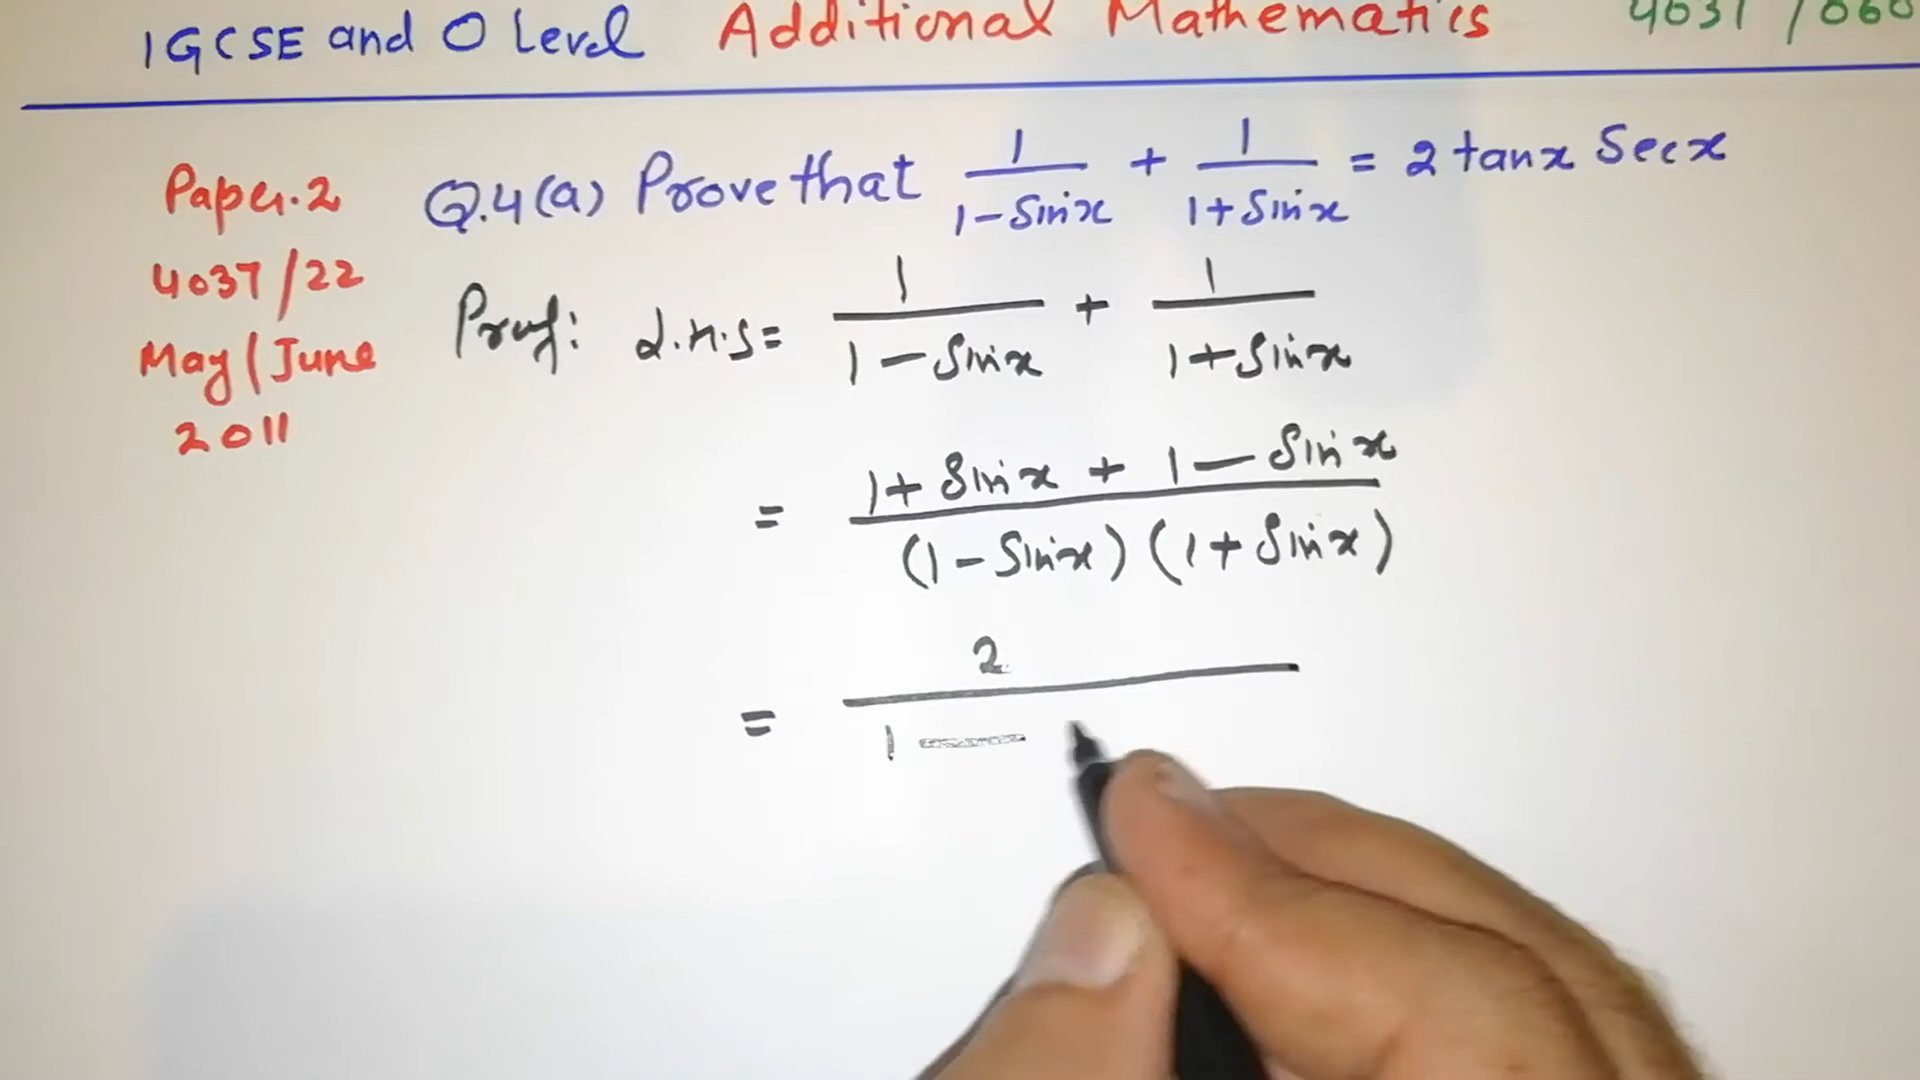 IGCSE and O Level Additional Mathematics 4037 / 060
Paper.2
4037/22
May/June
2011
Q.4(a) Prove that 1/(1-Sinx) + 1/(1+Sinx) = 2 tanx Secx
Proof: L.H.S = 1/(1-Sinx) + 1/(1+Sinx)
= (1+Sinx + 1-Sinx)/((1-Sinx)(1+Sinx))
= 2/(1 -